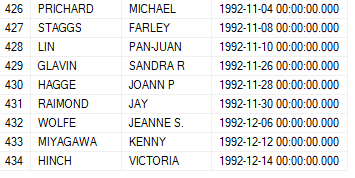 426 PRICHARD MICHAEL 1992-11-04 00:00:00.000
427 STAGGS FARLEY 1992-11-08 00:00:00.000
428 LIN PAN-JUAN 1992-11-10 00:00:00.000
429 GLAVIN SANDRA R 1992-11-26 00:00:00.000
430 HAGGE JOANN P 1992-11-28 00:00:00.000
431 RAIMOND JAY 1992-11-30 00:00:00.000
432 WOLFE JEANNE S. 1992-12-06 00:00:00.000
433 MIYAGAWA KENNY 1992-12-12 00:00:00.000
434 HINCH VICTORIA 1992-12-14 00:00:00.000